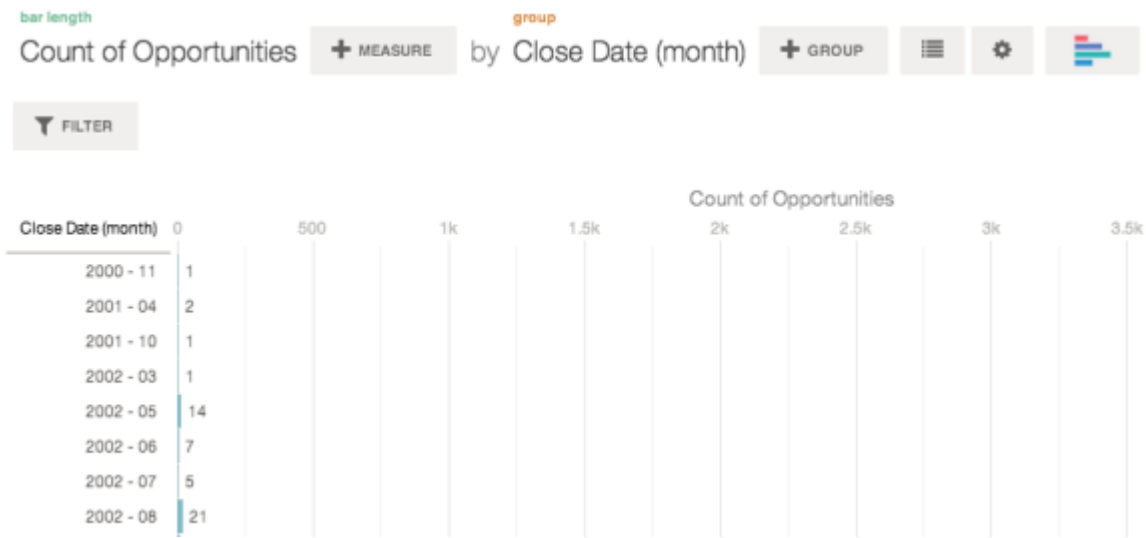 bar length group
Count of Opportunities + MEASURE by Close Date (month) + GROUP
FILTER
Count of Opportunities
Close Date (month) 0 500 1k 1.5k 2k 2.5k 3k 3.5k
2000 - 11 1
2001 - 04 2
2001 - 10 1
2002 - 03 1
2002 - 05 14
2002 - 06 7
2002 - 07 5
2002 - 08 21